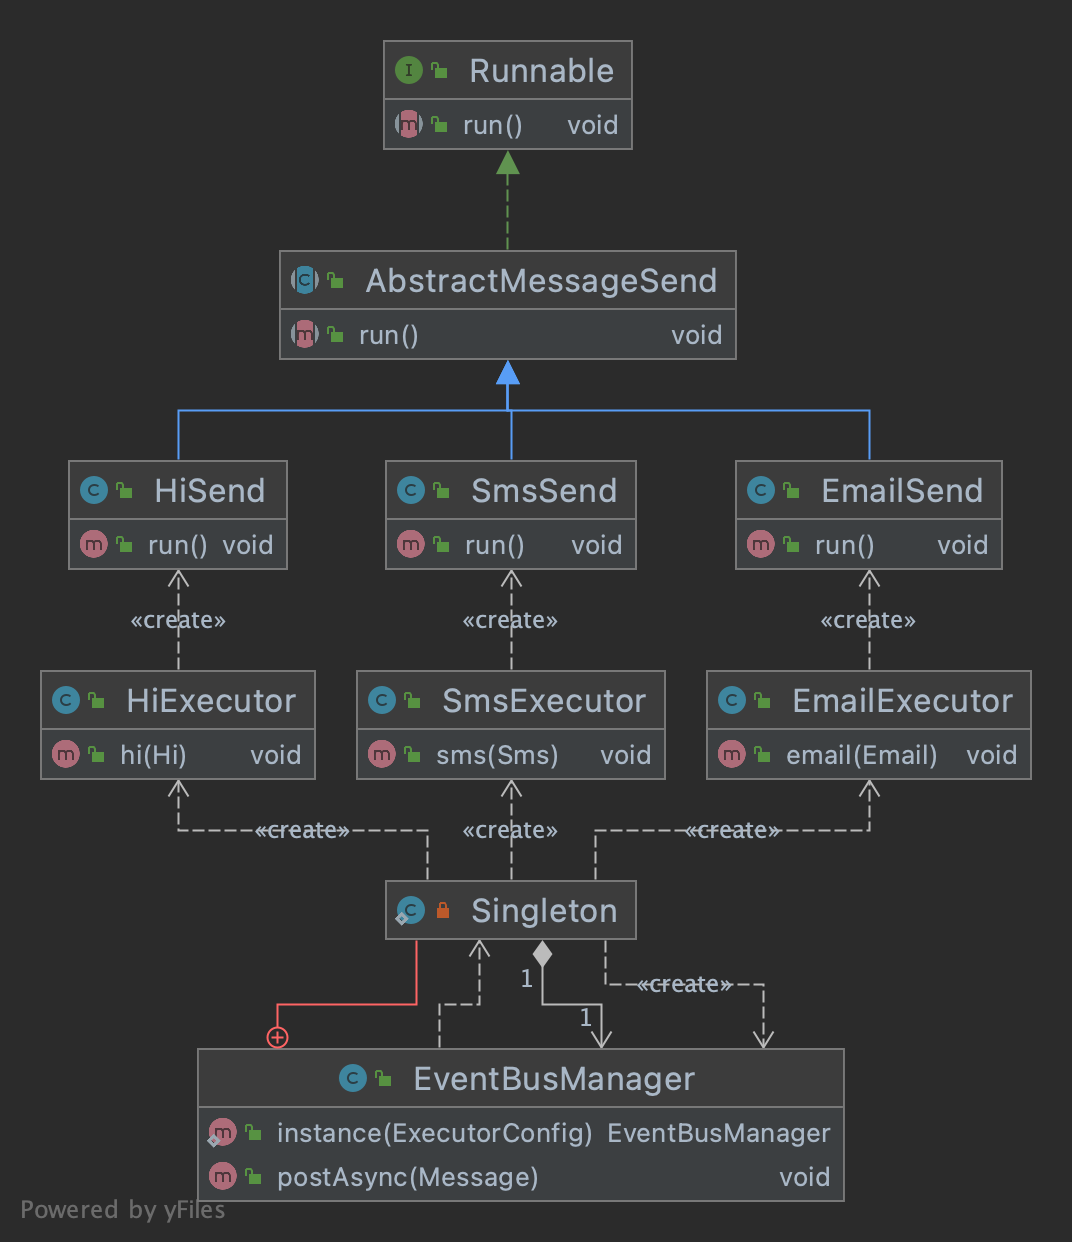 Runnable
run() void
AbstractMessageSend
run() void
HiSend SmsSend EmailSend
run() void run() void run() void
«create» «create» «create»
HiExecutor SmsExecutor EmailExecutor
hi(Hi) void sms(Sms) void email(Email) void
«create» «create» «create»
Singleton
1 «create»
1
EventBusManager
instance(ExecutorConfig) EventBusManager
postAsync(Message) void
Powered by yFiles